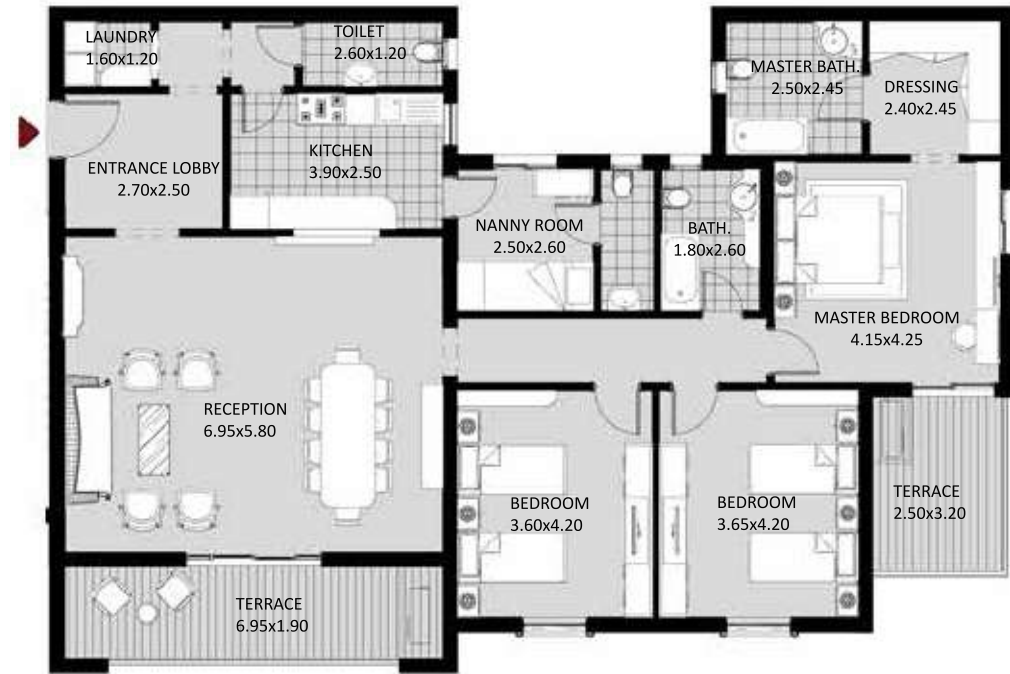 LAUNDRY
1.60x1.20
TOILET
2.60x1.20
MASTER BATH.
2.50x2.45
DRESSING
2.40x2.45
ENTRANCE LOBBY
2.70x2.50
KITCHEN
3.90x2.50
NANNY ROOM
2.50x2.60
BATH.
1.80x2.60
MASTER BEDROOM
4.15x4.25
RECEPTION
6.95x5.80
BEDROOM
3.60x4.20
BEDROOM
3.65x4.20
TERRACE
2.50x3.20
TERRACE
6.95x1.90